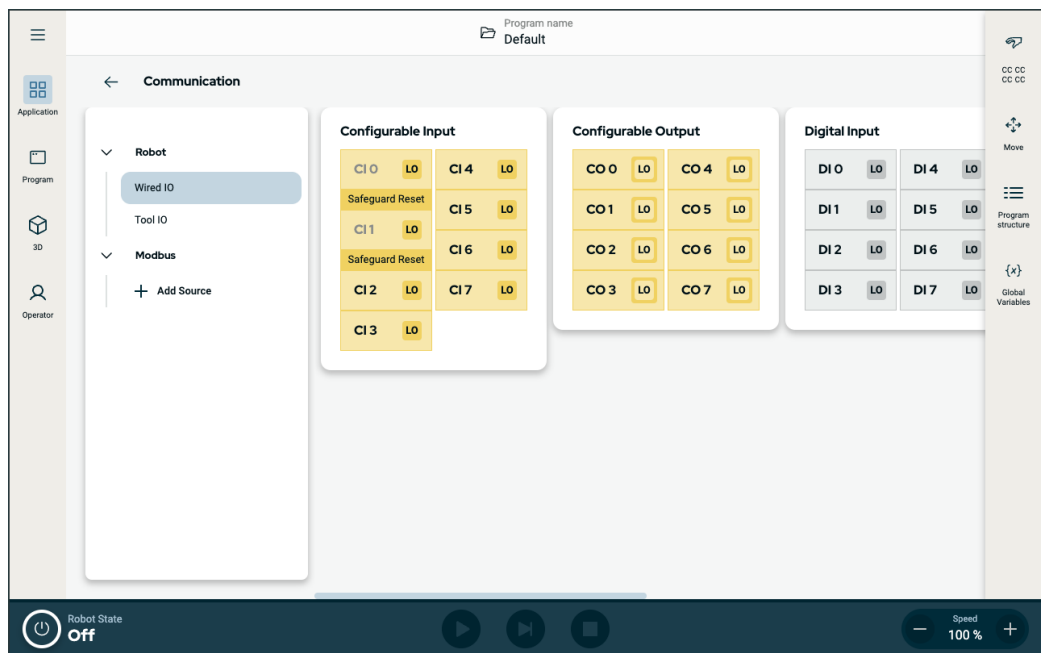 Program name
Default
Application
Program
3D
Operator
Communication
Robot
Wired IO
Tool IO
Modbus
Add Source
Configurable Input
CI 0 LO CI 4 LO
Safeguard Reset
CI 5 LO
CI 1 LO
CI 6 LO
Safeguard Reset
CI 2 LO CI 7 LO
CI 3 LO
Configurable Output
CO 0 LO CO 4 LO
CO 1 LO CO 5 LO
CO 2 LO CO 6 LO
CO 3 LO CO 7 LO
Digital Input
DI 0 LO DI 4 LO
DI 1 LO DI 5 LO
DI 2 LO DI 6 LO
DI 3 LO DI 7 LO
CC CC
CC CC
Move
Program
structure
{x}
Global
Variables
Robot State
Off
Speed
100 %